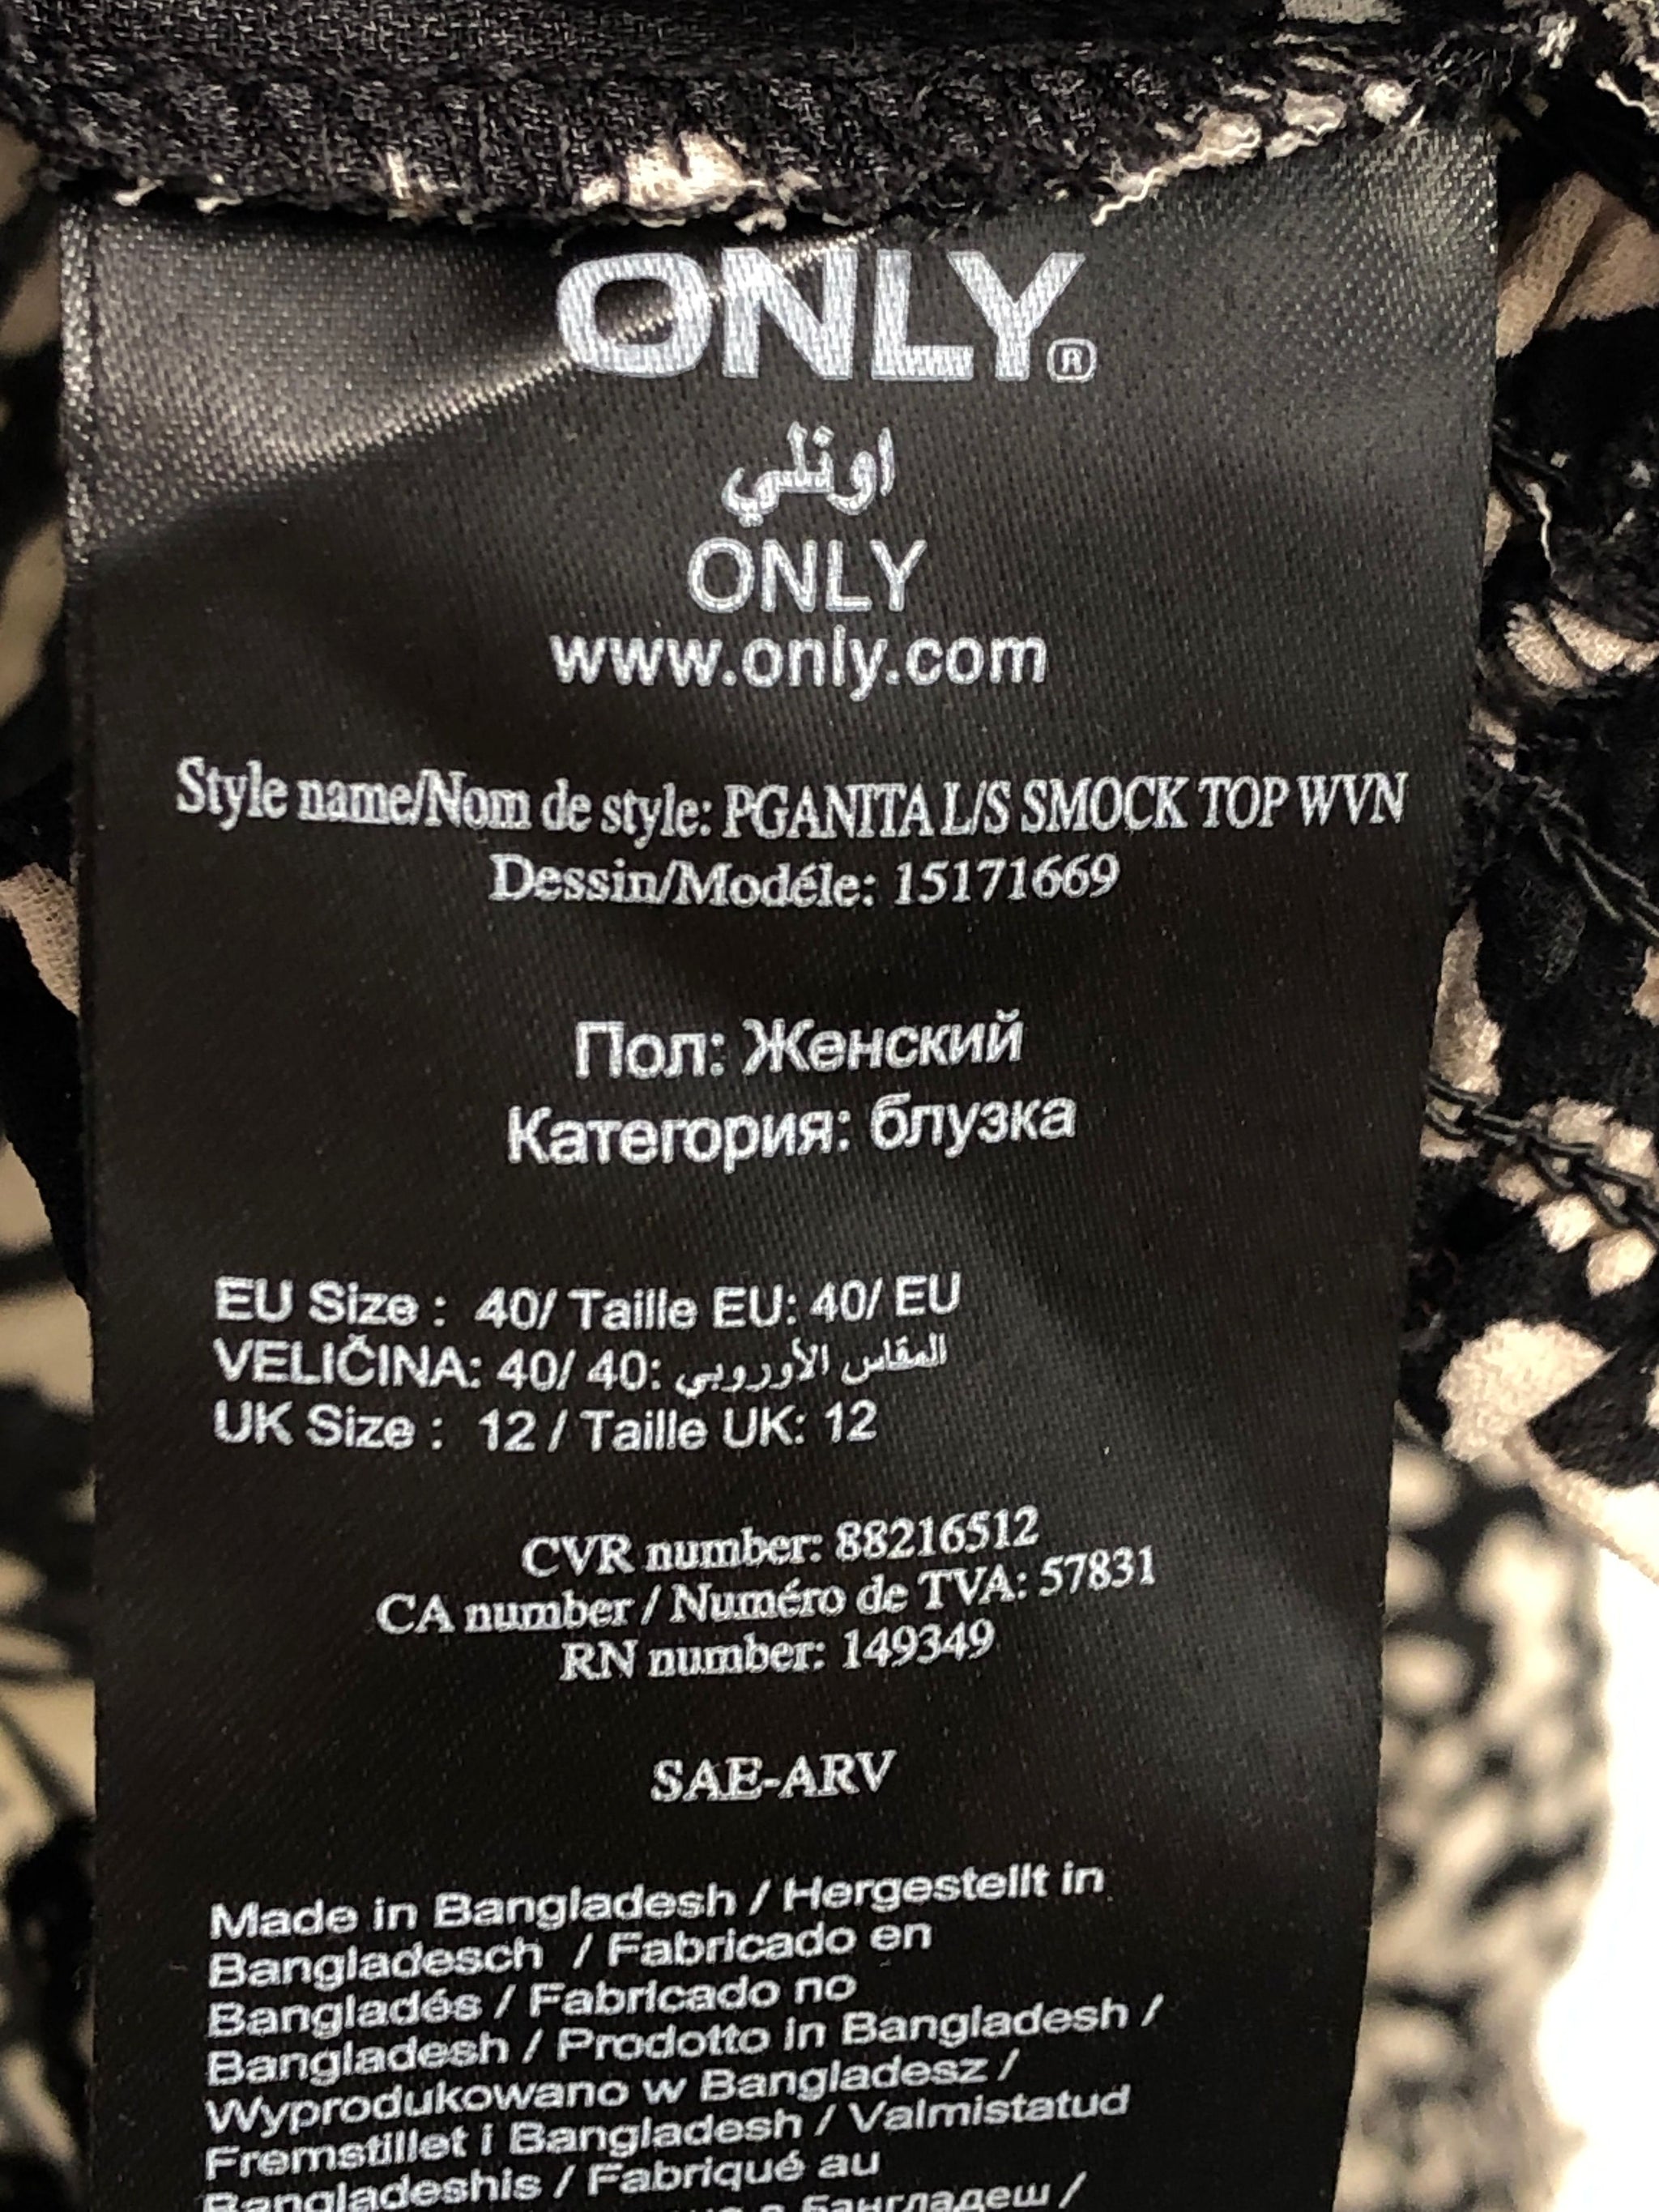 ONLY®
اونلي
ONLY
www.only.com
Style name/Nom de style: PGANITA L/S SMOCK TOP WVN
Dessin/Modéle: 15171669
Пол: Женский
Категория: блузка
EU Size : 40/ Taille EU: 40/ EU
VELIČINA: 40/ 40: المقاس الأوروبي
UK Size : 12 / Taille UK: 12
CVR number: 88216512
CA number / Numéro de TVA: 57831
RN number: 149349
SAE-ARV
Made in Bangladesh / Hergestellt in
Bangladesch / Fabricado en
Bangladés / Fabricado no
Bangladesh / Prodotto in Bangladesh /
Wyprodukowano w Bangladesz /
Fremstillet i Bangladesh / Valmistatud
Bangladeshis / Fabriqué au
в Бангладеш /